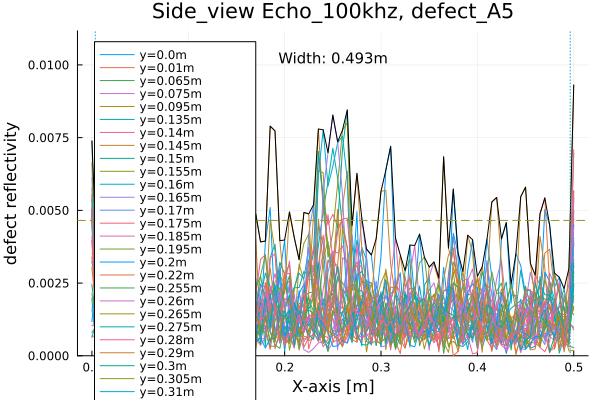 Side_view Echo_100khz, defect_A5
Width: 0.493m
y=0.0m
y=0.01m
y=0.065m
y=0.075m
y=0.095m
y=0.135m
y=0.14m
y=0.145m
y=0.15m
y=0.155m
y=0.16m
y=0.165m
y=0.17m
y=0.175m
y=0.185m
y=0.195m
y=0.2m
y=0.22m
y=0.255m
y=0.26m
y=0.265m
y=0.275m
y=0.28m
y=0.29m
y=0.3m
y=0.305m
y=0.31m
defect reflectivity
0.0100
0.0075
0.0050
0.0025
0.0000
0.2
0.3
0.4
0.5
X-axis [m]